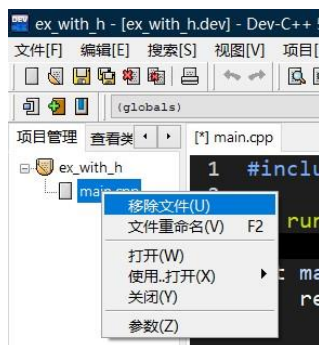 ex_with_h - [ex_with_h.dev] - Dev-C++
文件[F] 编辑[E] 搜索[S] 视图[V] 项目[
(globals)
项目管理 查看类 [*] main.cpp
ex_with_h
main.cpp
1 #inclu
移除文件(U)
文件重命名(V) F2
run
打开(W)
使用..打开(X)
: ma
关闭(Y)
re
参数(Z)